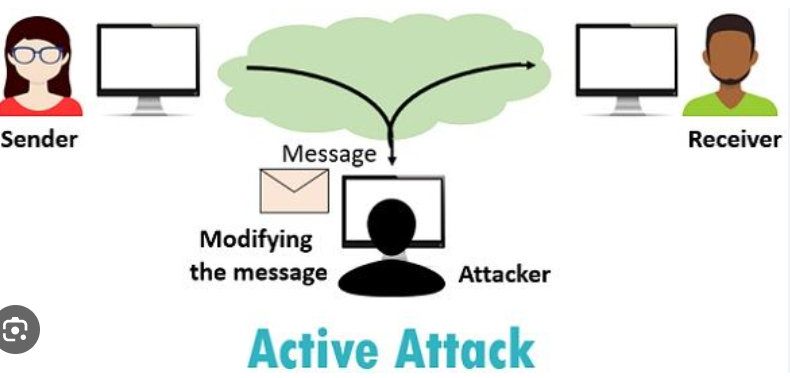 Sender
Receiver
Message
Modifying
the message
Attacker
Active Attack